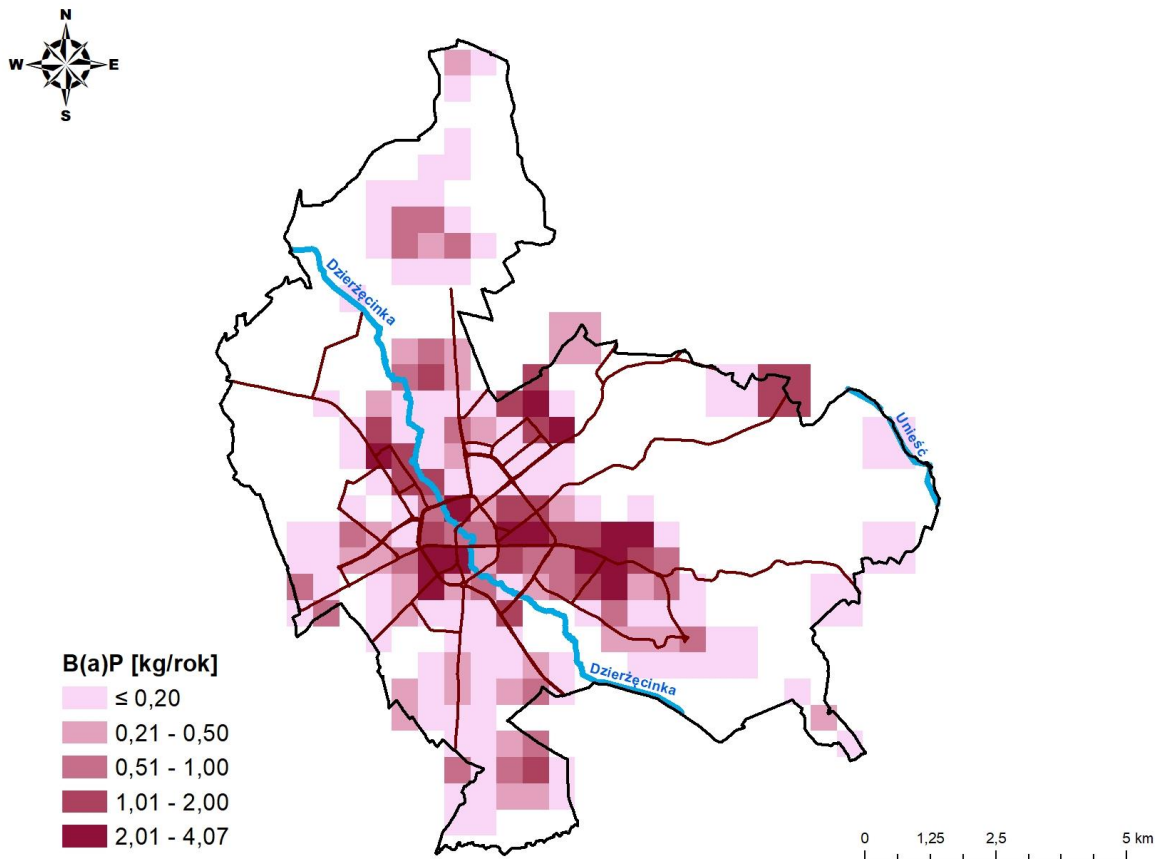 N
W E
S
Dzierżęcinka
Unieść
Dzierżęcinka
B(a)P [kg/rok]
≤ 0,20
0,21 - 0,50
0,51 - 1,00
1,01 - 2,00
2,01 - 4,07
0 1,25 2,5 5 km